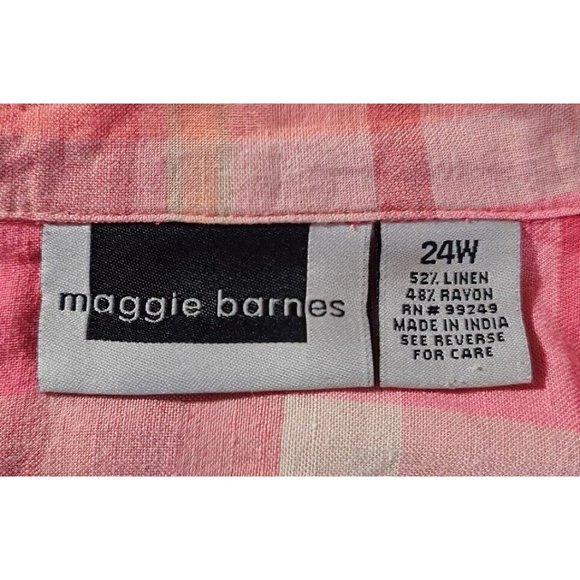 maggie barnes
24W
52% LINEN
48% RAYON
RN# 99249
MADE IN INDIA
SEE REVERSE
FOR CARE